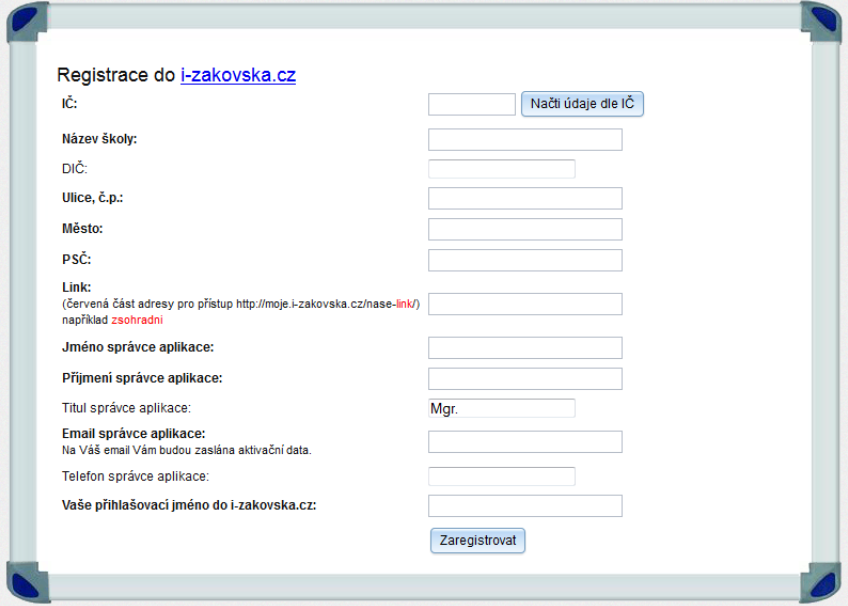 Registrace do i-zakovska.cz
IČ: Načti údaje dle IČ
Název školy:
DIČ:
Ulice, č.p.:
Město:
PSČ:
Link:
(červená část adresy pro přístup http://moje.i-zakovska.cz/nase-link/)
například zsohradni
Jméno správce aplikace:
Příjmení správce aplikace:
Titul správce aplikace: Mgr.
Email správce aplikace:
Na Váš email Vám budou zaslána aktivační data.
Telefon správce aplikace:
Vaše přihlašovací jméno do i-zakovska.cz:
Zaregistrovat